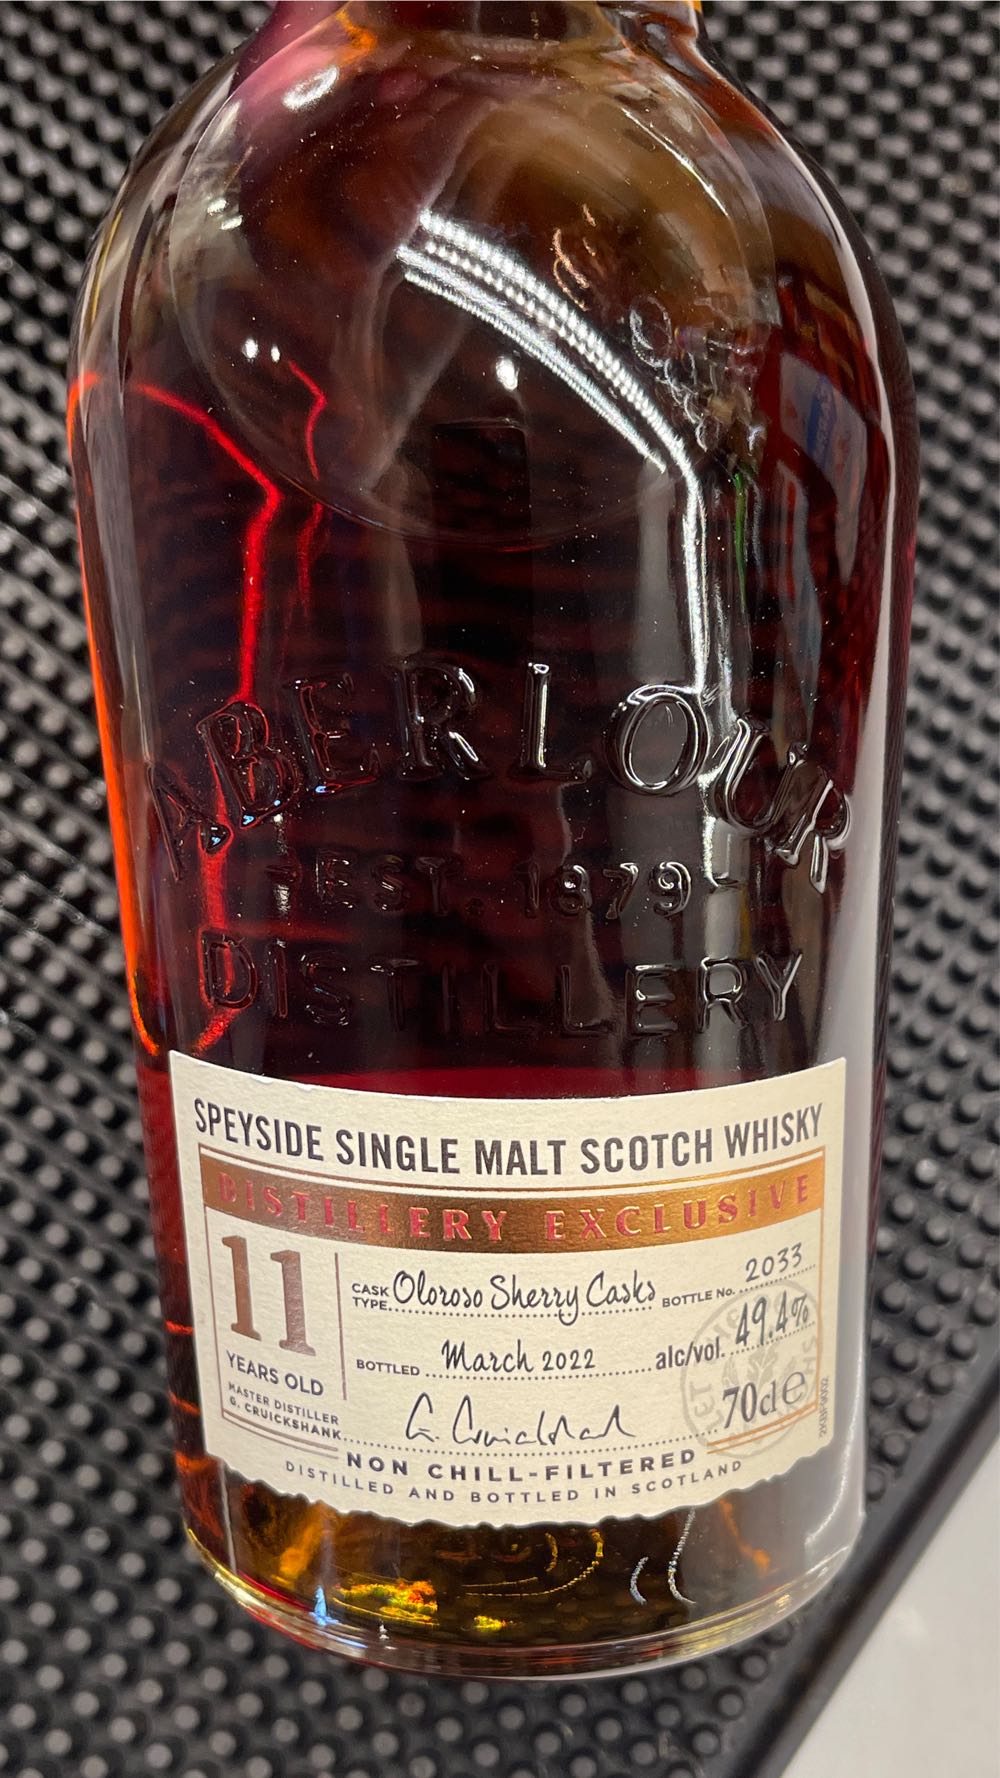 ABERLOUR
EST. 1879
DISTILLERY
SPEYSIDE SINGLE MALT SCOTCH WHISKY
DISTILLERY EXCLUSIVE
11
YEARS OLD
MASTER DISTILLER
G. CRUICKSHANK
CASK TYPE Oloroso Sherry Casks BOTTLE No. 2033
BOTTLED March 2022 alc/vol. 49.4%
G. Cruickshank 70cl e
NON CHILL-FILTERED
DISTILLED AND BOTTLED IN SCOTLAND